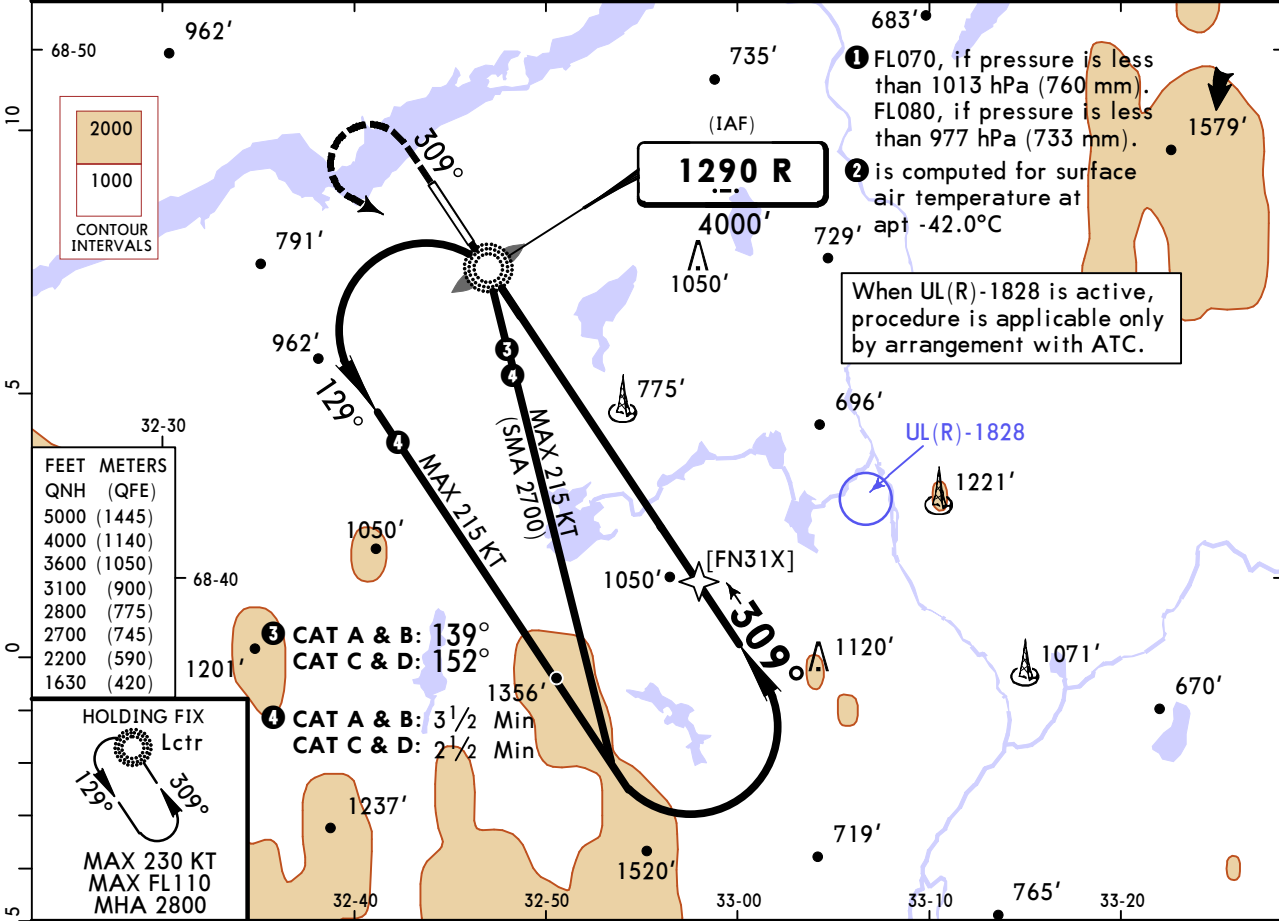 962'
683'
68-50
735'
❶ FL070, if pressure is less
than 1013 hPa (760 mm).
FL080, if pressure is less
than 977 hPa (733 mm).
❷ is computed for surface
air temperature at
apt -42.0°C
1579'
10
2000
1000
CONTOUR
INTERVALS
309°
(IAF)
1290 R
4000'
1050'
729'
791'
When UL(R)-1828 is active,
procedure is applicable only
by arrangement with ATC.
962'
129°
❸
❹
❹
775'
5
696'
UL(R)-1828
1221'
32-30
MAX 215 KT
MAX 215 KT
(SMA 2700)
FEET METERS
QNH (QFE)
5000 (1445)
4000 (1140)
3600 (1050)
3100 (900)
2800 (775)
2700 (745)
2200 (590)
1630 (420)
1050'
68-40
1050'
[FN31X]
309°
1120'
1071'
670'
0
1201'
❸ CAT A & B: 139°
CAT C & D: 152°
1356'
❹ CAT A & B: 3 1/2 Min
CAT C & D: 2 1/2 Min
HOLDING FIX
Lctr
129°
309°
MAX 230 KT
MAX FL110
MHA 2800
1237'
1520'
719'
765'
5
32-40
32-50
33-00
33-10
33-20